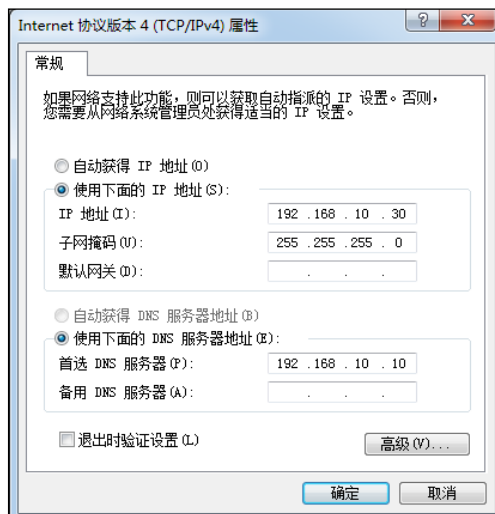 Internet 协议版本 4 (TCP/IPv4) 属性
常规
如果网络支持此功能，则可以获取自动指派的 IP 设置。否则，
您需要从网络系统管理员处获得适当的 IP 设置。
自动获得 IP 地址(O)
使用下面的 IP 地址(S):
IP 地址(I): 192 .168 . 10 . 30
子网掩码(U): 255 .255 .255 . 0
默认网关(D): . . .
自动获得 DNS 服务器地址(B)
使用下面的 DNS 服务器地址(E):
首选 DNS 服务器(P): 192 .168 . 10 . 10
备用 DNS 服务器(A): . . .
退出时验证设置(L)
高级(V)...
确定 取消